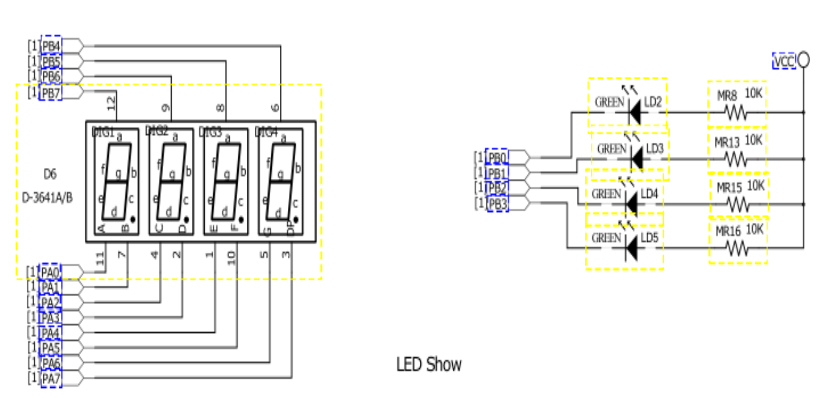 [1] PB4
[1] PB5
[1] PB6
[1] PB7
12 9 8 6
DIG1 DIG2 DIG3 DIG4
a a a a
f b f b f b f b
g g g g
e c e c e c e c
d d d d
A B C D E F G DP
D6
D-3641A/B
11 7 4 2 1 10 5 3
[1] PA0
[1] PA1
[1] PA2
[1] PA3
[1] PA4
[1] PA5
[1] PA6
[1] PA7
VCC
[1] PB0
[1] PB1
[1] PB2
[1] PB3
GREEN LD2 MR8 10K
GREEN LD3 MR13 10K
GREEN LD4 MR15 10K
GREEN LD5 MR16 10K
LED Show